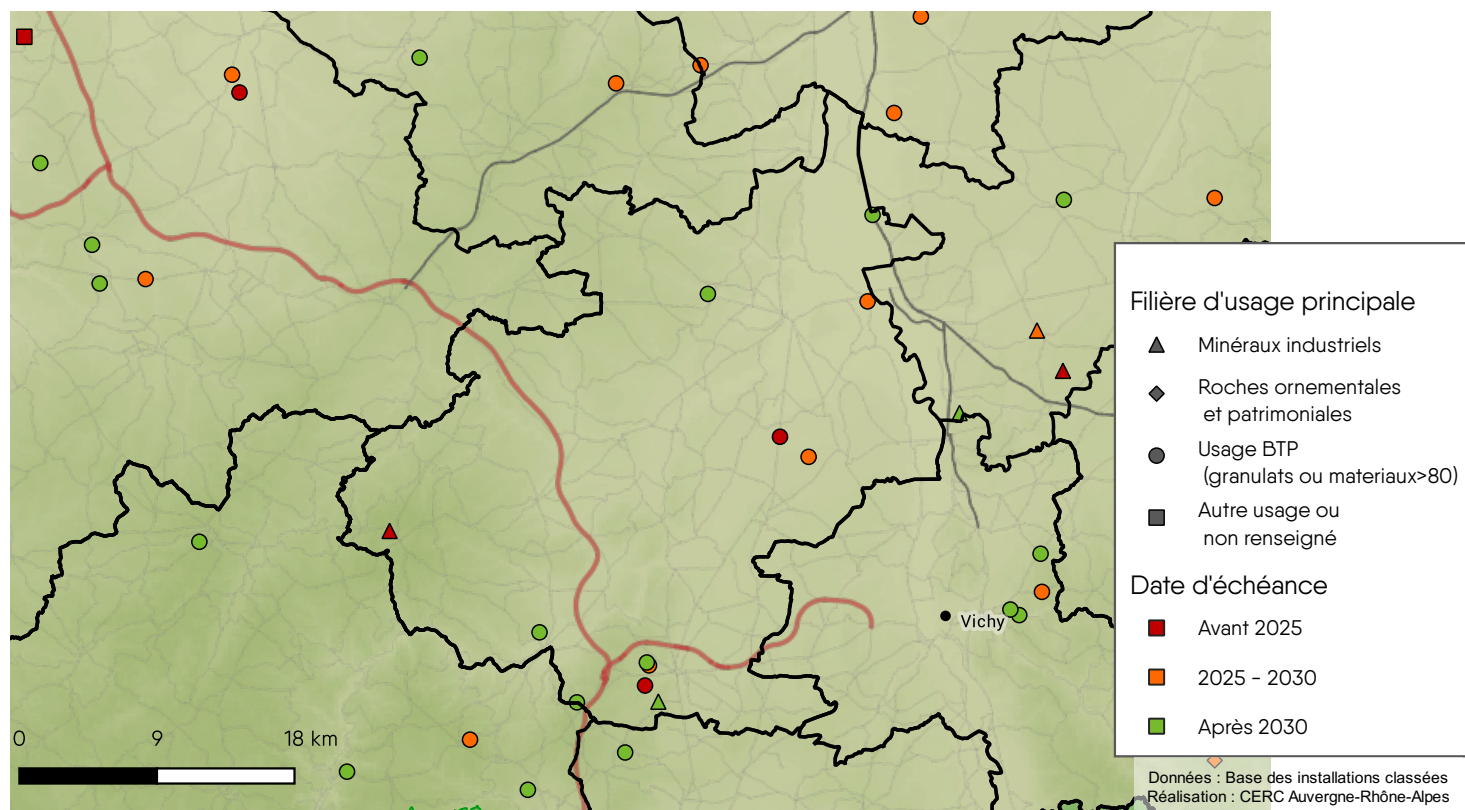 Vichy
0 9 18 km
Filière d'usage principale
Minéraux industriels
Roches ornementales
et patrimoniales
Usage BTP
(granulats ou materiaux>80)
Autre usage ou
non renseigné
Date d'échéance
Avant 2025
2025 - 2030
Après 2030
Données : Base des installations classées
Réalisation : CERC Auvergne-Rhône-Alpes